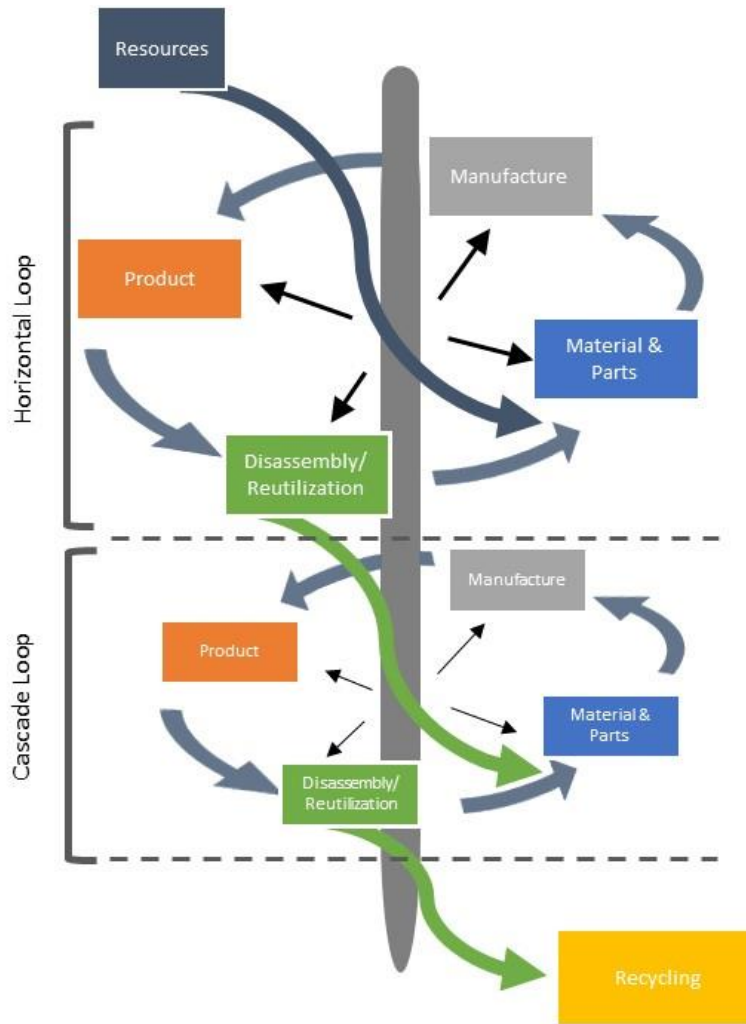 Resources
Manufacture
Product
Material &
Parts
Horizontal Loop
Disassembly/
Reutilization
Manufacture
Product
Material &
Parts
Cascade Loop
Disassembly/
Reutilization
Recycling